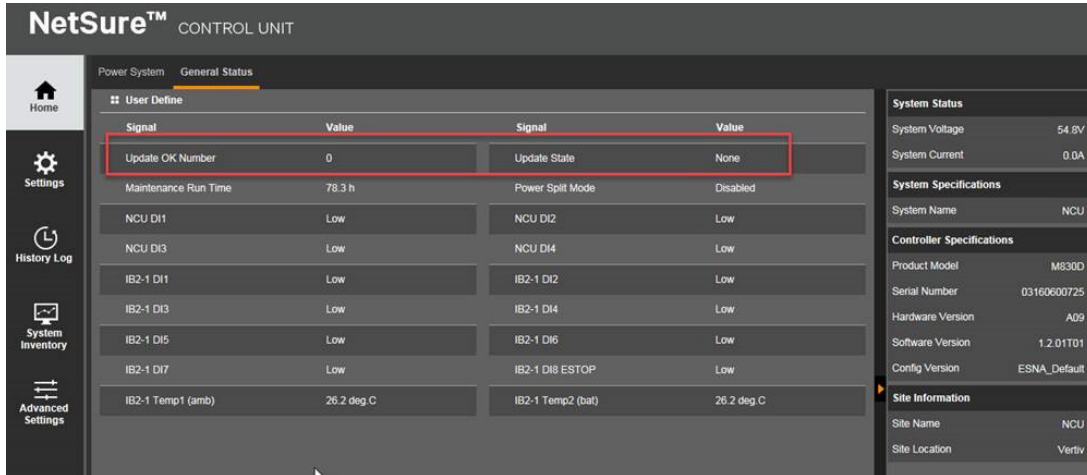 NetSure™ CONTROL UNIT
Home
Settings
History Log
System Inventory
Advanced Settings
Power System General Status
User Define
Signal Value Signal Value
Update OK Number 0 Update State None
Maintenance Run Time 78.3 h Power Split Mode Disabled
NCU DI1 Low NCU DI2 Low
NCU DI3 Low NCU DI4 Low
IB2-1 DI1 Low IB2-1 DI2 Low
IB2-1 DI3 Low IB2-1 DI4 Low
IB2-1 DI5 Low IB2-1 DI6 Low
IB2-1 DI7 Low IB2-1 DI8 ESTOP Low
IB2-1 Temp1 (amb) 26.2 deg.C IB2-1 Temp2 (bat) 26.2 deg.C
System Status
System Voltage 54.8V
System Current 0.0A
System Specifications
System Name NCU
Controller Specifications
Product Model M830D
Serial Number 03160600725
Hardware Version A09
Software Version 1.2.01T01
Config Version ESNA_Default
Site Information
Site Name NCU
Site Location Vertiv